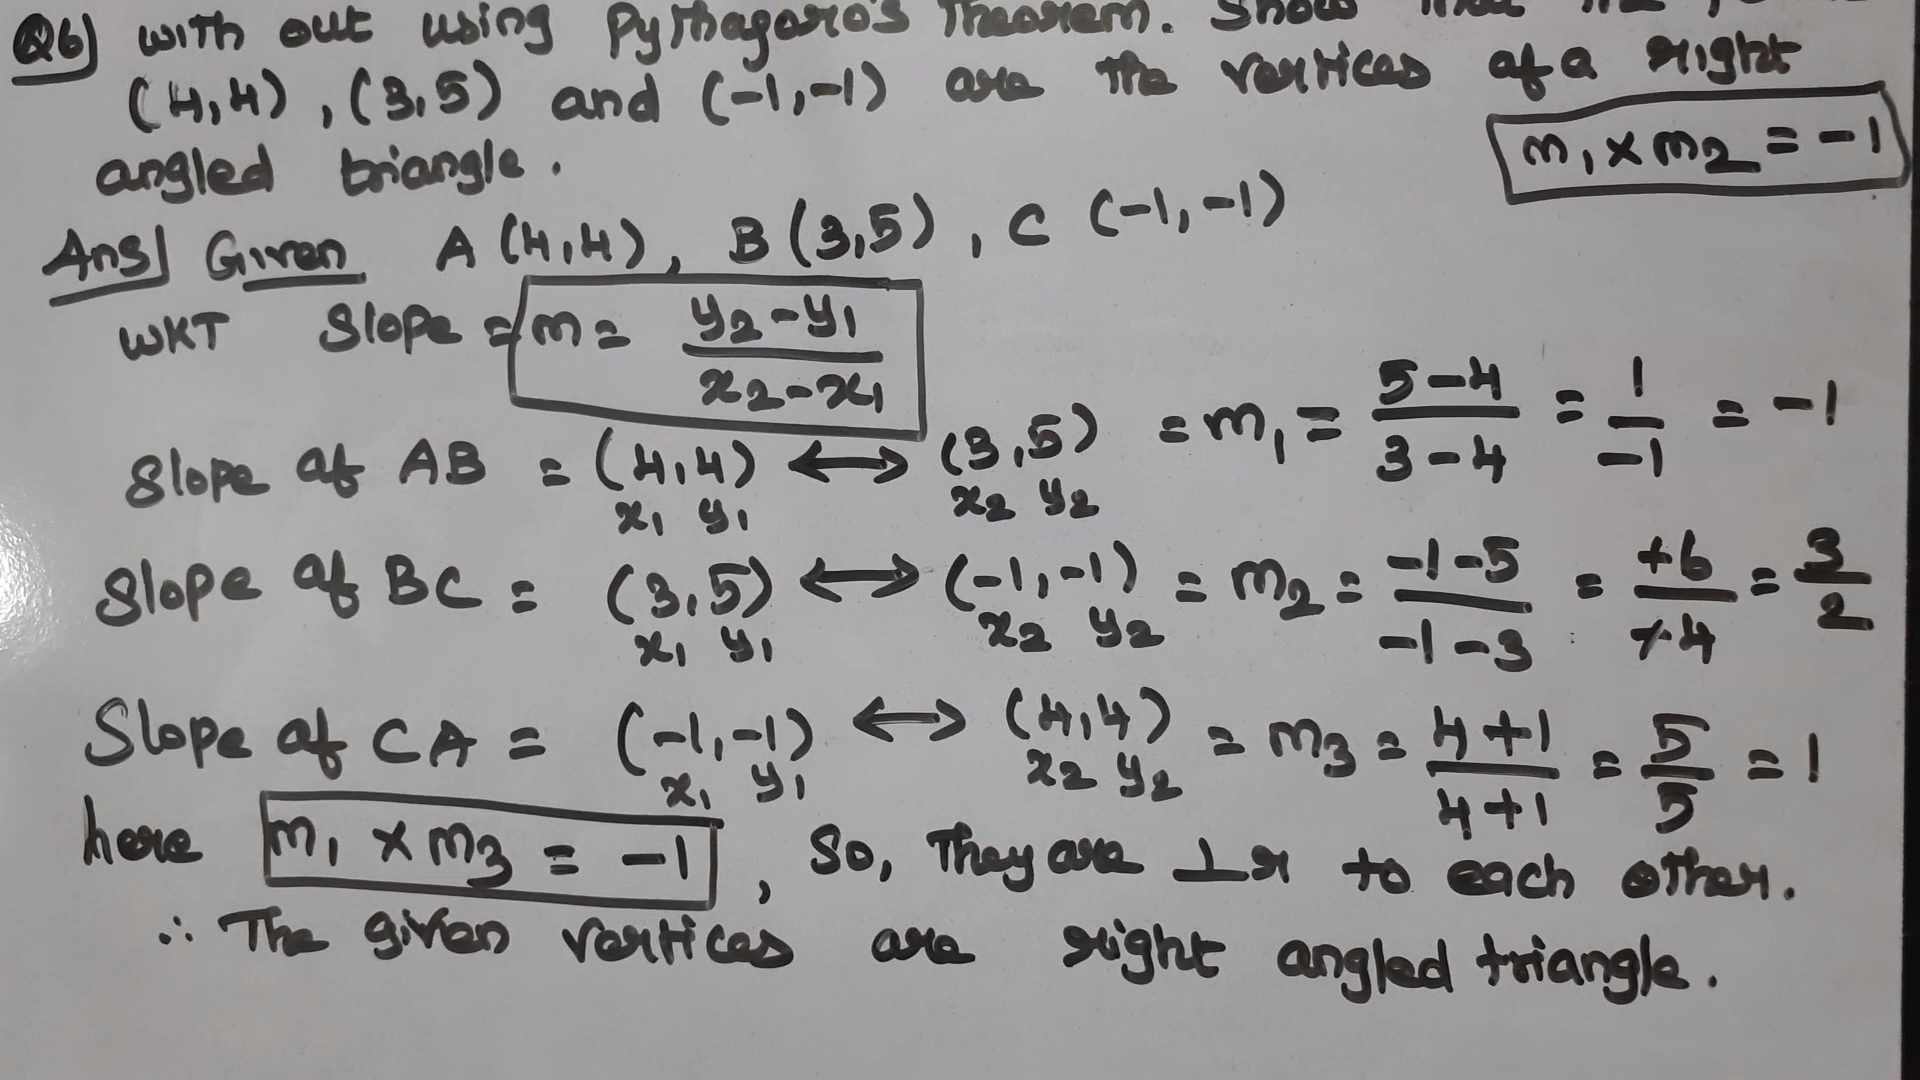 Q6) with out using Pythagoro's Theorem. Show that the
(4,4), (3,5) and (-1,-1) are the vertices of a right
angled triangle.
m₁ × m₂ = -1
Ans) Given A (4,4), B (3,5), C (-1,-1)
WKT Slope = m = y₂-y₁ / x₂-x₁
Slope of AB = (4,4) ↔ (3,5) = m₁ = 5-4 / 3-4 = 1 / -1 = -1
x₁ y₁ x₂ y₂
Slope of BC = (3,5) ↔ (-1,-1) = m₂ = -1-5 / -1-3 = +6 / +4 = 3 / 2
x₁ y₁ x₂ y₂
Slope of CA = (-1,-1) ↔ (4,4) = m₃ = 4+1 / 4+1 = 5 / 5 = 1
x₁ y₁ x₂ y₂
here m₁ × m₃ = -1, So, They are ⊥r to each other.
∴ The given vertices are right angled triangle.